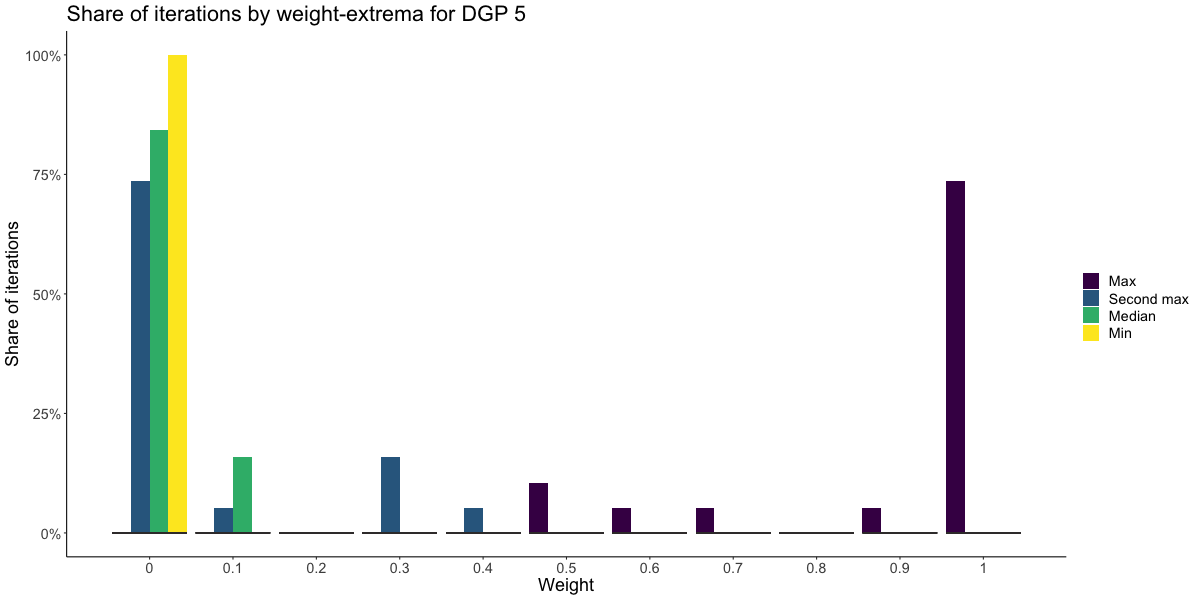 Share of iterations by weight-extrema for DGP 5
Share of iterations
100%
75%
50%
25%
0%
0 0.1 0.2 0.3 0.4 0.5 0.6 0.7 0.8 0.9 1
Weight
Max
Second max
Median
Min